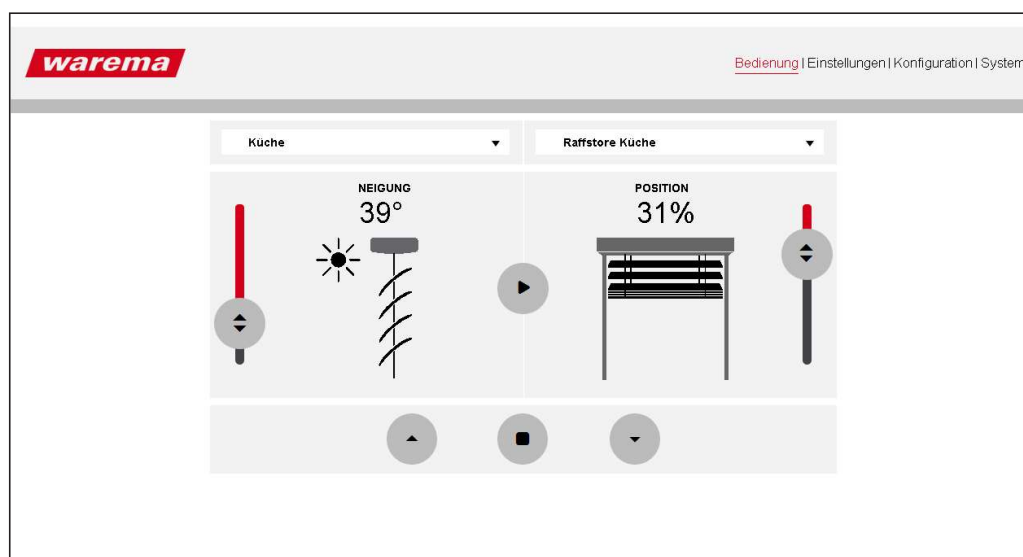 warema
Bedienung | Einstellungen | Konfiguration | System
Küche
Raffstore Küche
NEIGUNG
39°
POSITION
31%